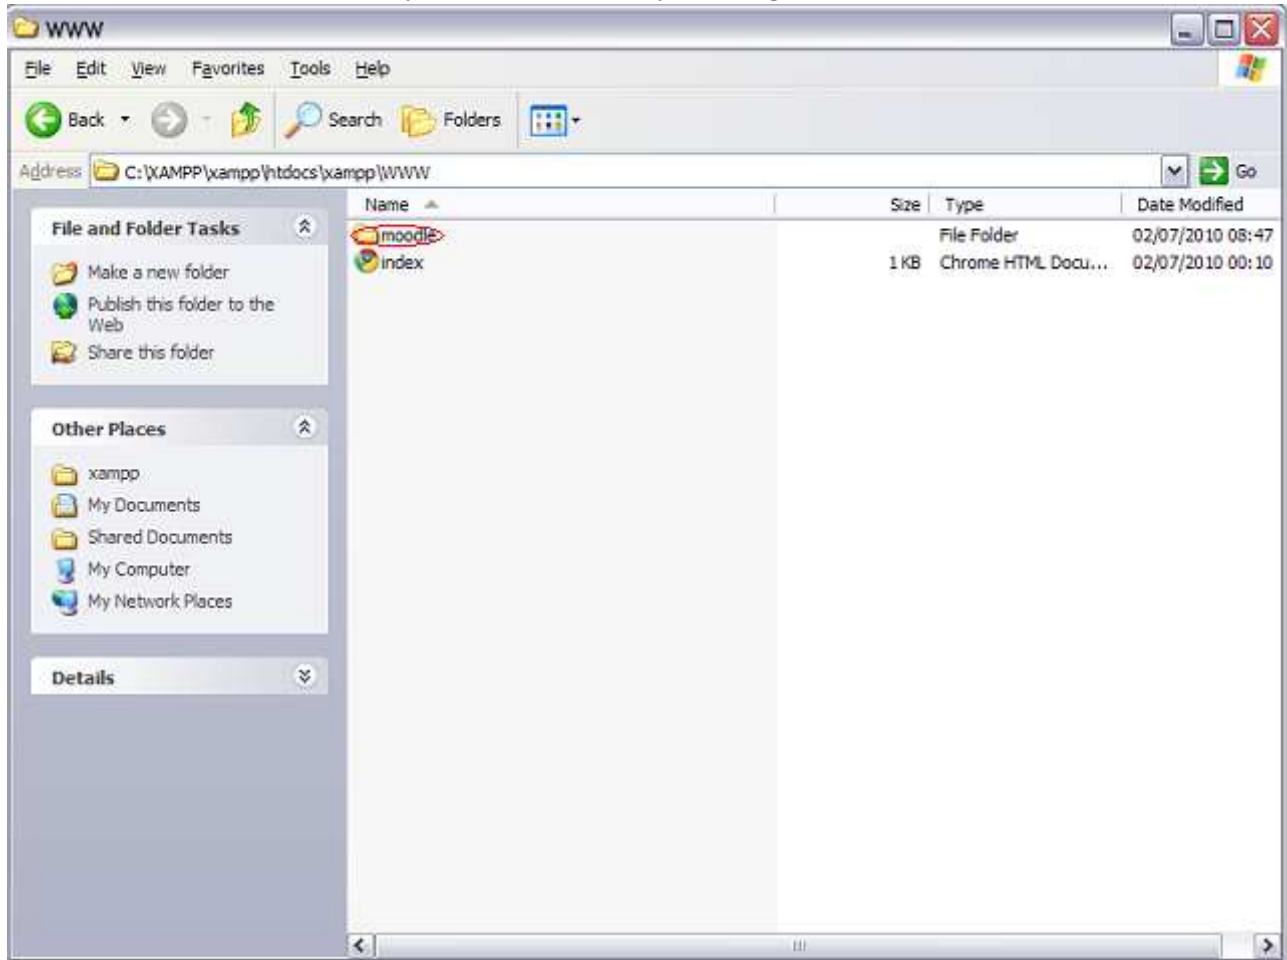 WWW
File Edit View Favorites Tools Help
Back Search Folders
Address C:\XAMPP\xampp\htdocs\xampp\WWW Go
Name Size Type Date Modified
File and Folder Tasks
moodle File Folder 02/07/2010 08:47
index 1 KB Chrome HTML Docu... 02/07/2010 00:10
Make a new folder
Publish this folder to the
Web
Share this folder
Other Places
xampp
My Documents
Shared Documents
My Computer
My Network Places
Details